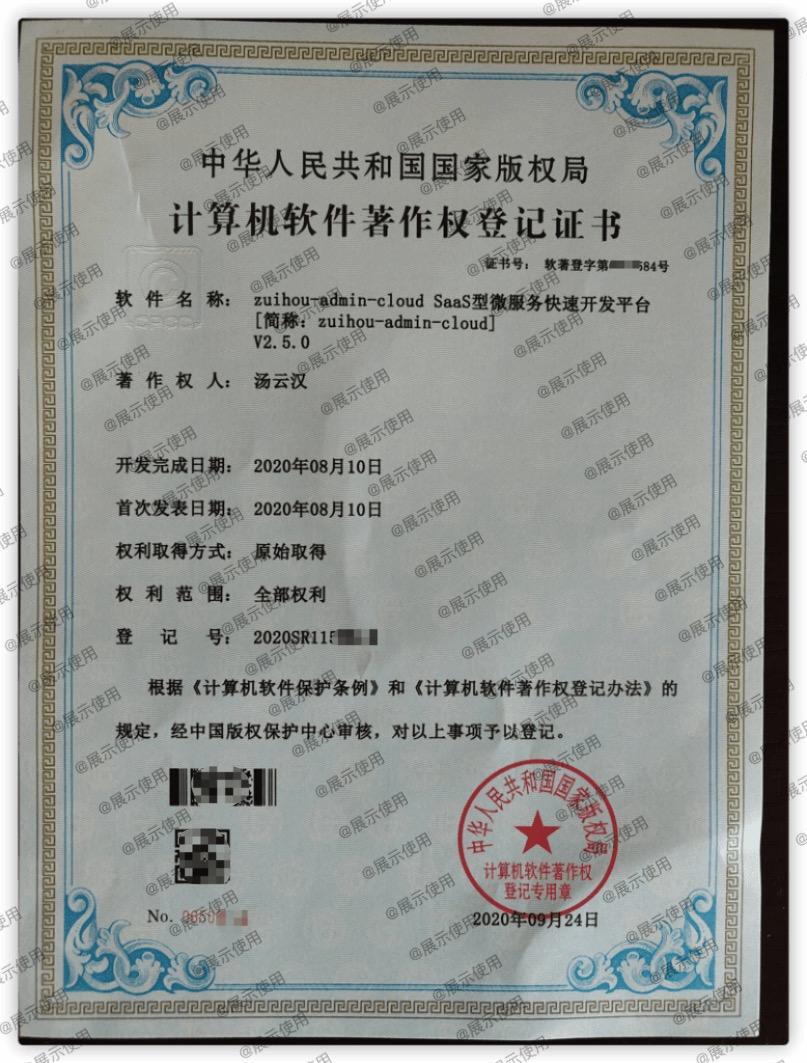 中华人民共和国国家版权局
计算机软件著作权登记证书
证书号： 软著登字第 584号
软件名称： zuihou-admin-cloud SaaS型微服务快速开发平台
[简称：zuihou-admin-cloud]
V2.5.0
著作权人： 汤云汉
开发完成日期： 2020年08月10日
首次发表日期： 2020年08月10日
权利取得方式： 原始取得
权利范围： 全部权利
登记号： 2020SR115
根据《计算机软件保护条例》和《计算机软件著作权登记办法》的
规定，经中国版权保护中心审核，对以上事项予以登记。
中华人民共和国国家版权局
计算机软件著作权
登记专用章
No.
2020年09月24日
@展示使用